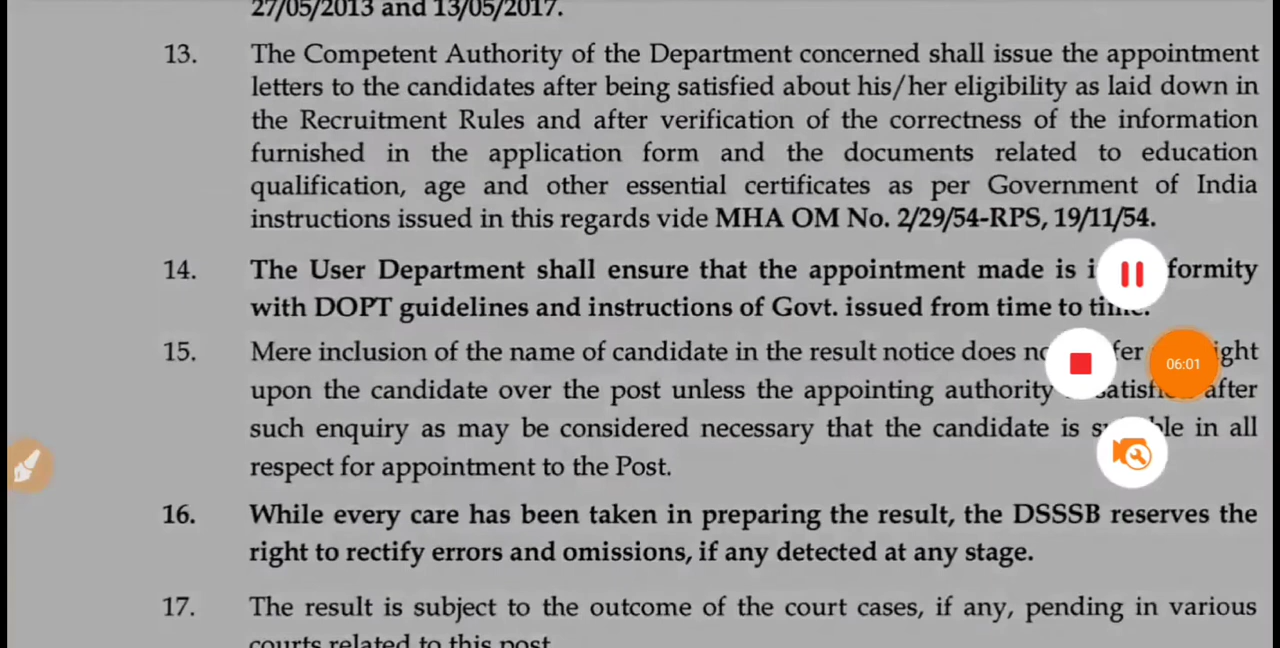 27/05/2013 and 13/05/2017.
13. The Competent Authority of the Department concerned shall issue the appointment
letters to the candidates after being satisfied about his/her eligibility as laid down in
the Recruitment Rules and after verification of the correctness of the information
furnished in the application form and the documents related to education
qualification, age and other essential certificates as per Government of India
instructions issued in this regards vide MHA OM No. 2/29/54-RPS, 19/11/54.
14. The User Department shall ensure that the appointment made is formity
with DOPT guidelines and instructions of Govt. issued from time to time.
15. Mere inclusion of the name of candidate in the result notice does fer ight
upon the candidate over the post unless the appointing authority after
06:01
such enquiry as may be considered necessary that the candidate is in all
respect for appointment to the Post.
16. While every care has been taken in preparing the result, the DSSSB reserves the
right to rectify errors and omissions, if any detected at any stage.
17. The result is subject to the outcome of the court cases, if any, pending in various
courts related to this post